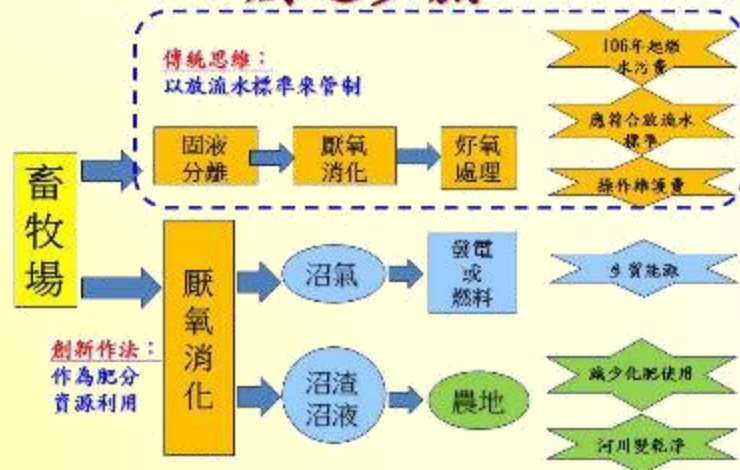 傳統思維：
以放流水標準來管制
106年起繳
水污費
應符合放流水
標準
操作維護費
固液
分離
厭氧
消化
好氧
處理
畜
牧
場
厭
氧
消
化
沼氣
發電
或
燃料
生質能源
創新作法：
作為肥分
資源利用
沼渣
沼液
農地
減少化肥使用
河川變乾淨